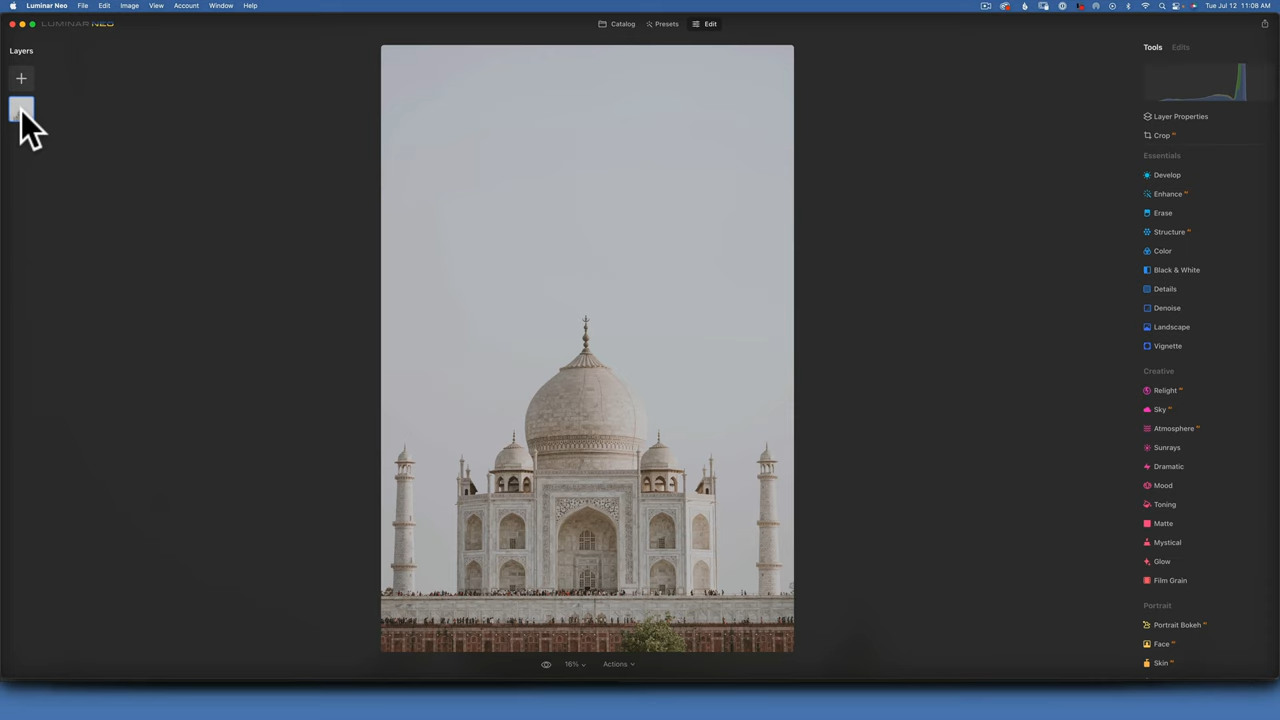 Luminar Neo File Edit Image View Account Window Help
Tue Jul 12 11:08 AM
LUMINAR NEO
Catalog Presets Edit
Layers
Tools Edits
Layer Properties
Crop
Essentials
Develop
Enhance
Erase
Structure
Color
Black & White
Details
Denoise
Landscape
Vignette
Creative
Relight
Sky
Atmosphere
Sunrays
Dramatic
Mood
Toning
Matte
Mystical
Glow
Film Grain
Portrait
Portrait Bokeh
Face
Skin
16% Actions